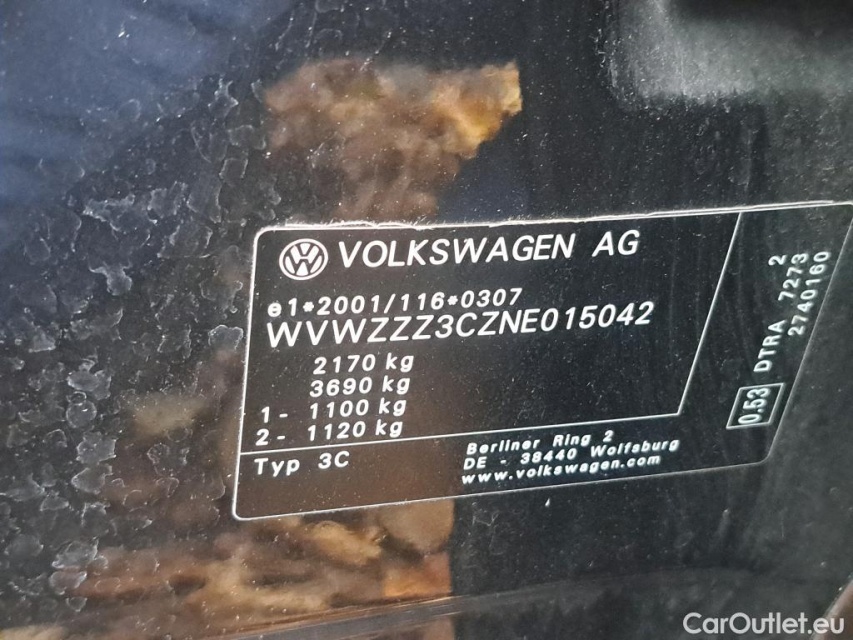 VOLKSWAGEN AG
e1*2001/116*0307
WVWZZZ3CZNE015042
2170 kg
3690 kg
1- 1100 kg
2- 1120 kg
Typ 3C
Berliner Ring 2
DE - 38440 Wolfsburg
www.volkswagen.com
0.53
DTRA 7273 2
2740160
CarOutlet.eu